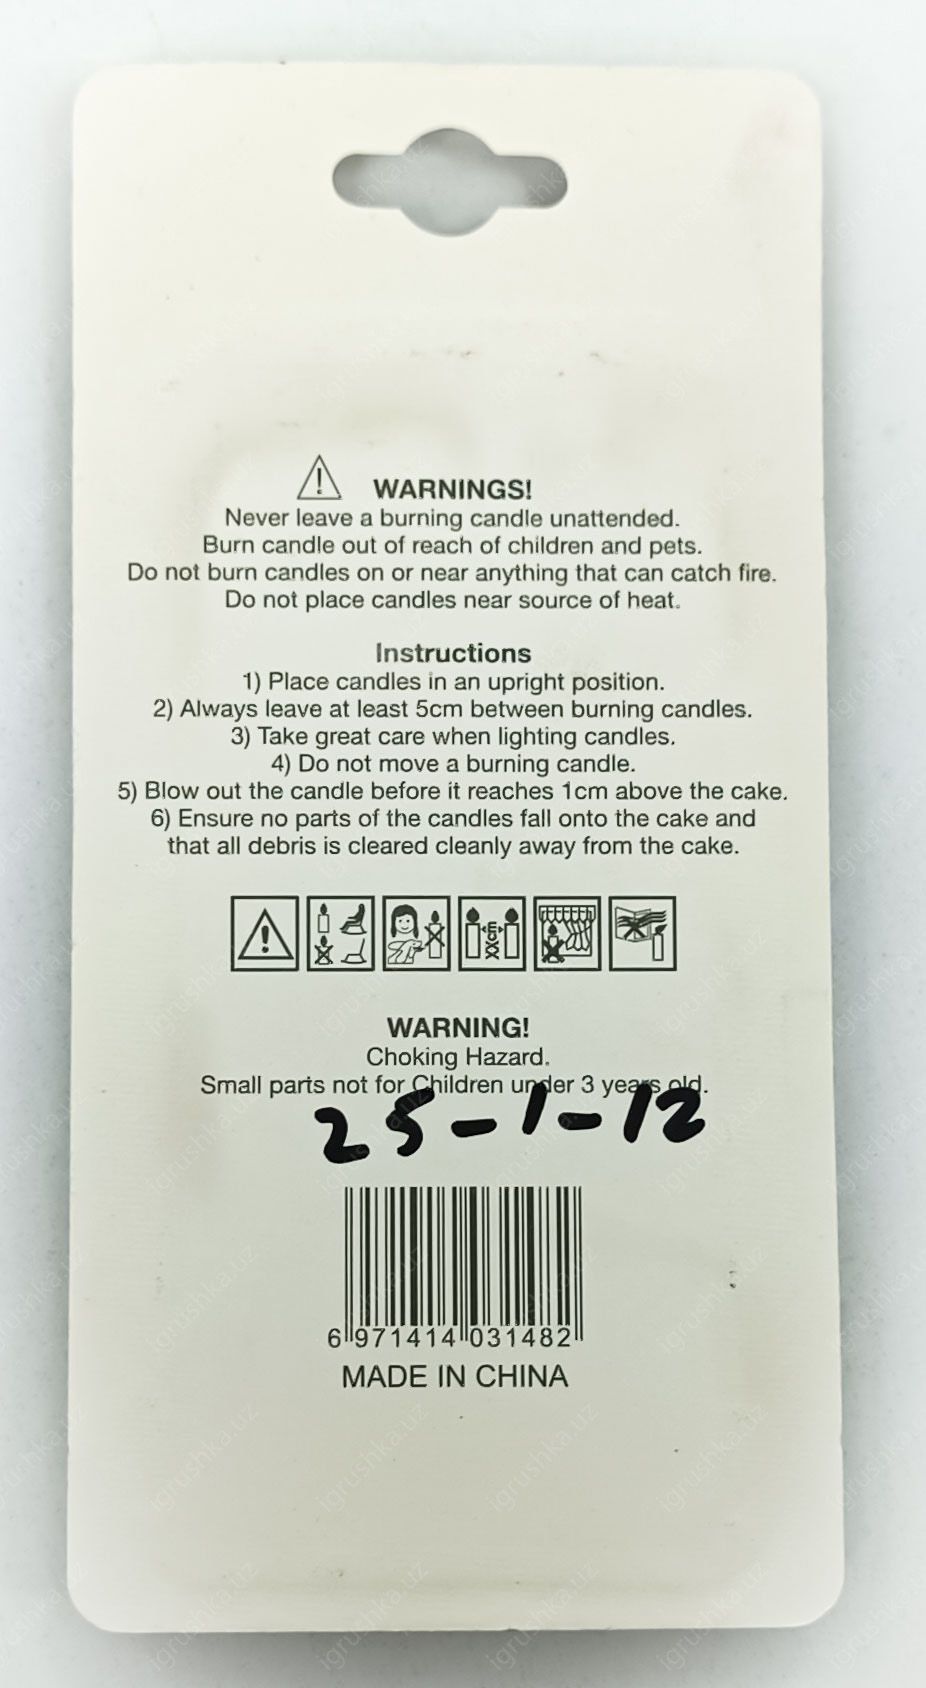 WARNINGS!
Never leave a burning candle unattended.
Burn candle out of reach of children and pets.
Do not burn candles on or near anything that can catch fire.
Do not place candles near source of heat.
Instructions
1) Place candles in an upright position.
2) Always leave at least 5cm between burning candles.
3) Take great care when lighting candles.
4) Do not move a burning candle.
5) Blow out the candle before it reaches 1cm above the cake.
6) Ensure no parts of the candles fall onto the cake and
that all debris is cleared cleanly away from the cake.
XXcm
WARNING!
Choking Hazard.
Small parts not for Children under 3 years old.
25-1-12
6 971414 031482
MADE IN CHINA
igrushka.uz